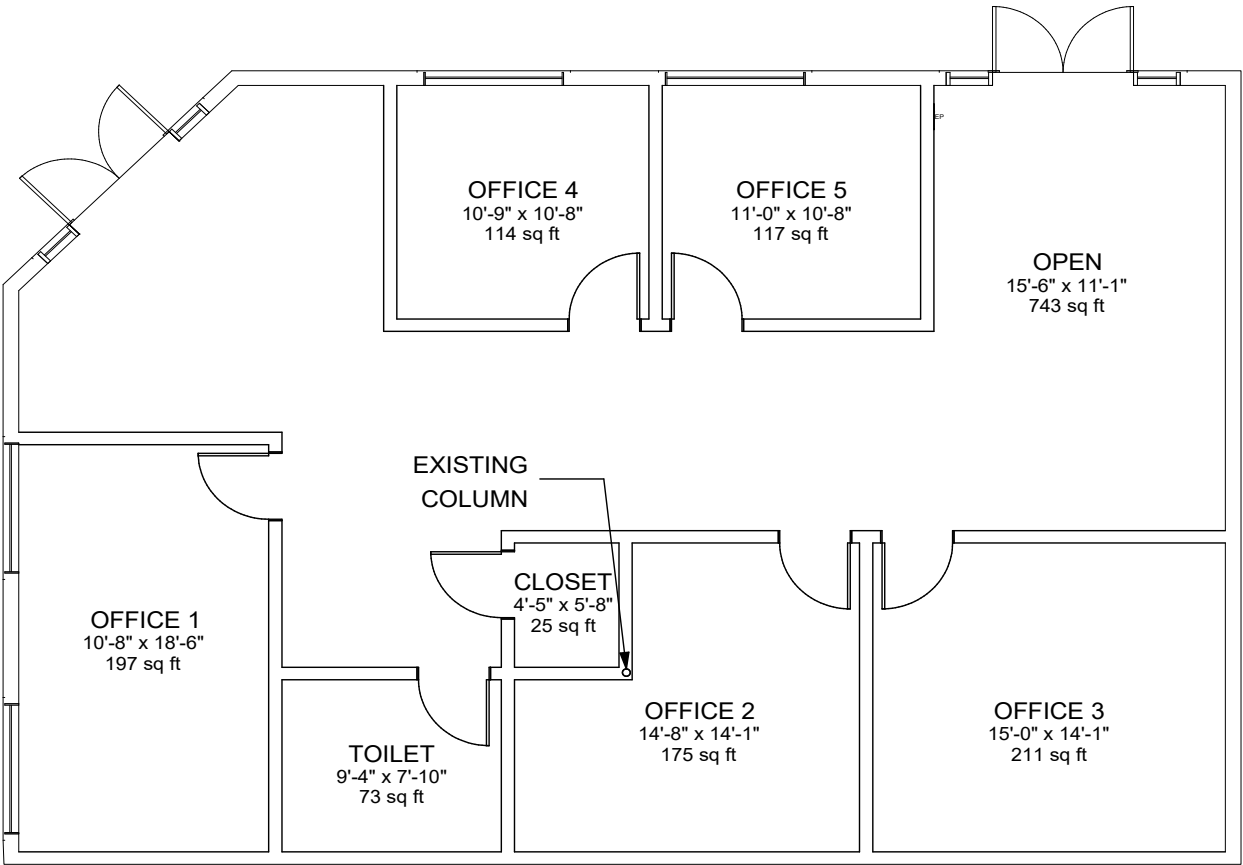 EP
OFFICE 4
10'-9" x 10'-8"
114 sq ft
OFFICE 5
11'-0" x 10'-8"
117 sq ft
OPEN
15'-6" x 11'-1"
743 sq ft
EXISTING
COLUMN
OFFICE 1
10'-8" x 18'-6"
197 sq ft
CLOSET
4'-5" x 5'-8"
25 sq ft
TOILET
9'-4" x 7'-10"
73 sq ft
OFFICE 2
14'-8" x 14'-1"
175 sq ft
OFFICE 3
15'-0" x 14'-1"
211 sq ft